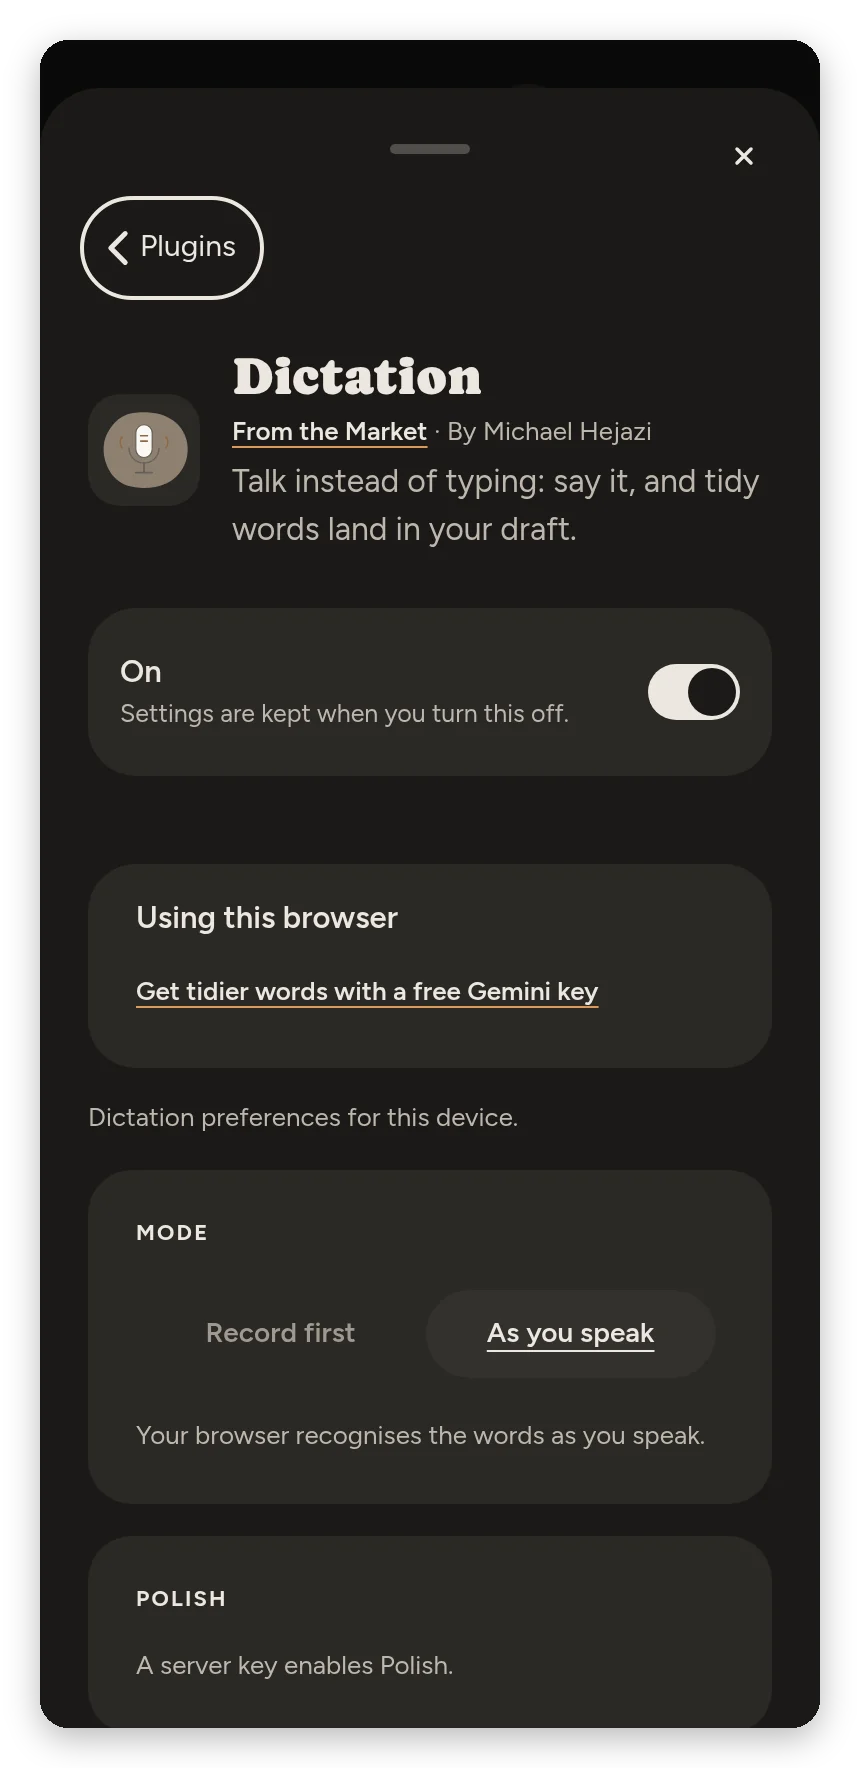 Plugins
Dictation
From the Market · By Michael Hejazi
Talk instead of typing: say it, and tidy
words land in your draft.
On
Settings are kept when you turn this off.
Using this browser
Get tidier words with a free Gemini key
Dictation preferences for this device.
MODE
Record first
As you speak
Your browser recognises the words as you speak.
POLISH
A server key enables Polish.